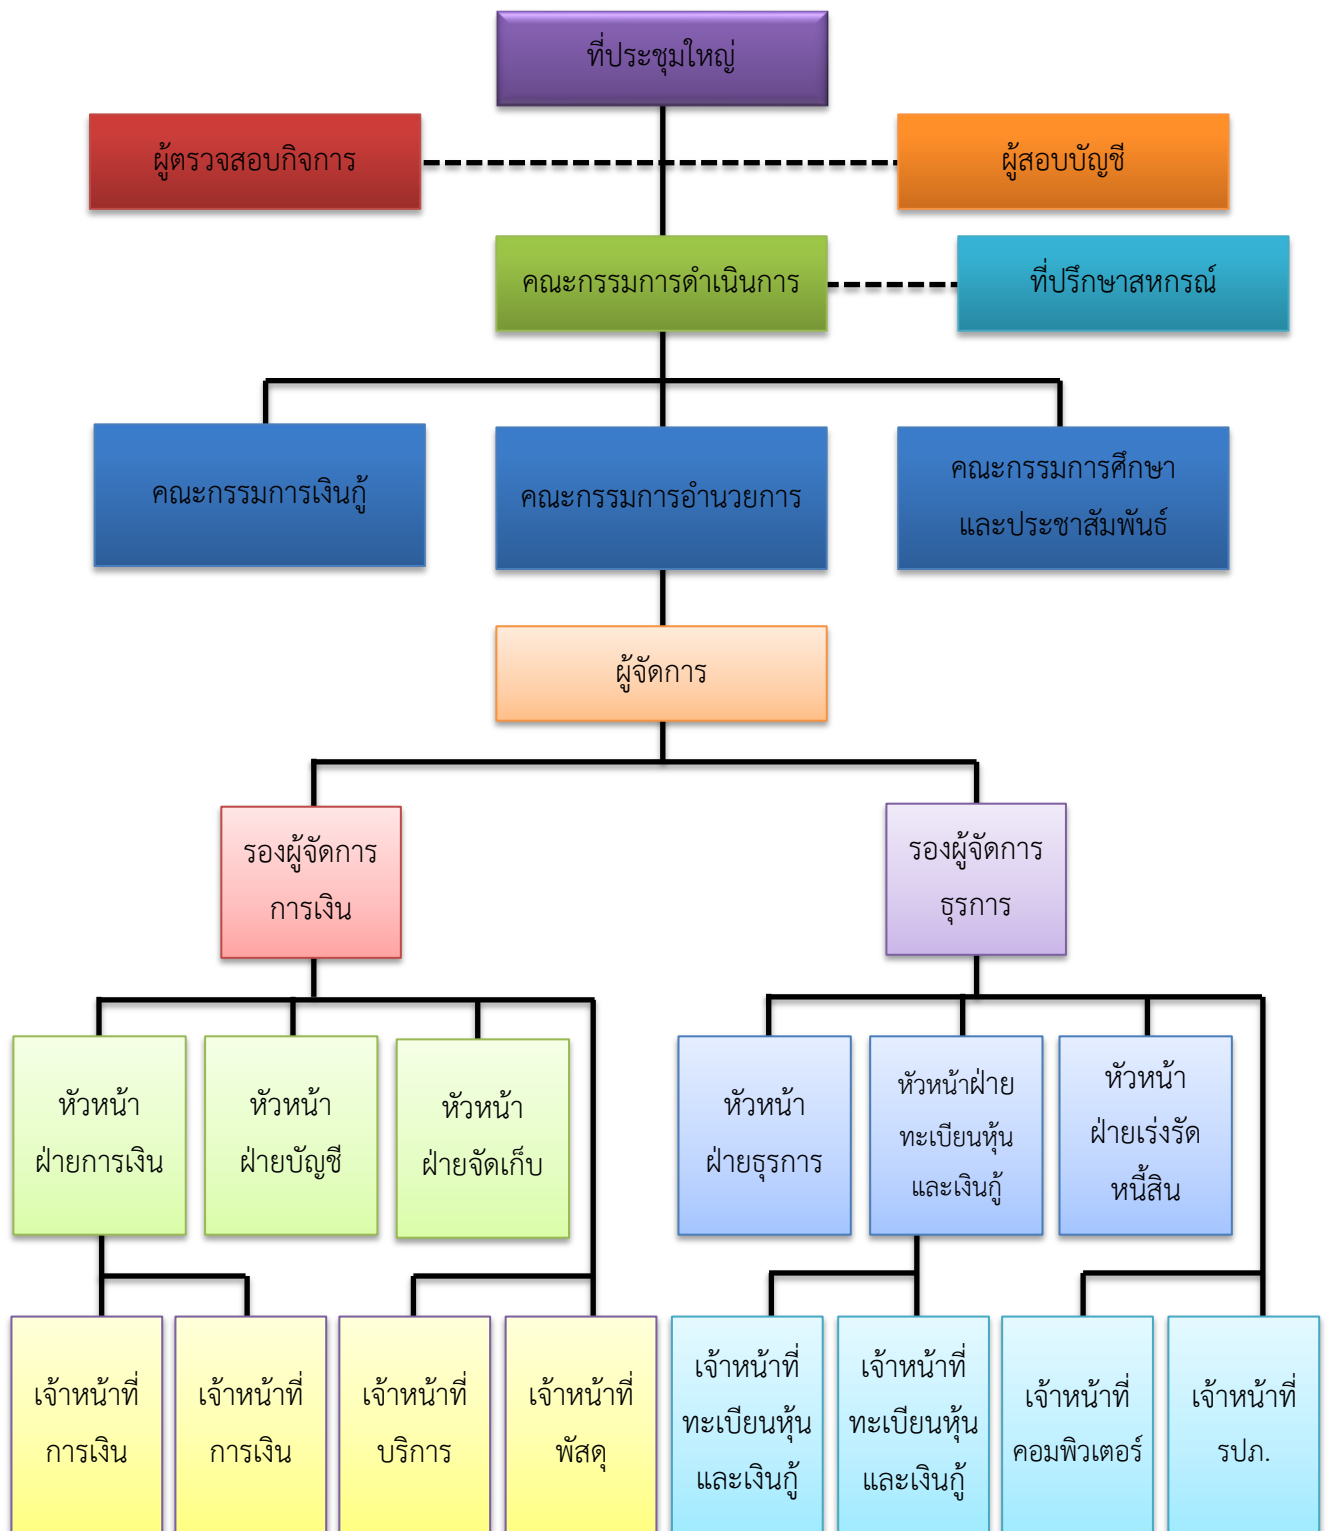 ที่ประชุมใหญ่
ผู้ตรวจสอบกิจการ
ผู้สอบบัญชี
คณะกรรมการดำเนินการ
ที่ปรึกษาสหกรณ์
คณะกรรมการเงินกู้
คณะกรรมการอำนวยการ
คณะกรรมการศึกษา
และประชาสัมพันธ์
ผู้จัดการ
รองผู้จัดการ
การเงิน
รองผู้จัดการ
ธุรการ
หัวหน้า
ฝ่ายการเงิน
หัวหน้า
ฝ่ายบัญชี
หัวหน้า
ฝ่ายจัดเก็บ
หัวหน้า
ฝ่ายธุรการ
หัวหน้าฝ่าย
ทะเบียนหุ้น
และเงินกู้
หัวหน้า
ฝ่ายเร่งรัด
หนี้สิน
เจ้าหน้าที่
การเงิน
เจ้าหน้าที่
การเงิน
เจ้าหน้าที่
บริการ
เจ้าหน้าที่
พัสดุ
เจ้าหน้าที่
ทะเบียนหุ้น
และเงินกู้
เจ้าหน้าที่
ทะเบียนหุ้น
และเงินกู้
เจ้าหน้าที่
คอมพิวเตอร์
เจ้าหน้าที่
รปภ.